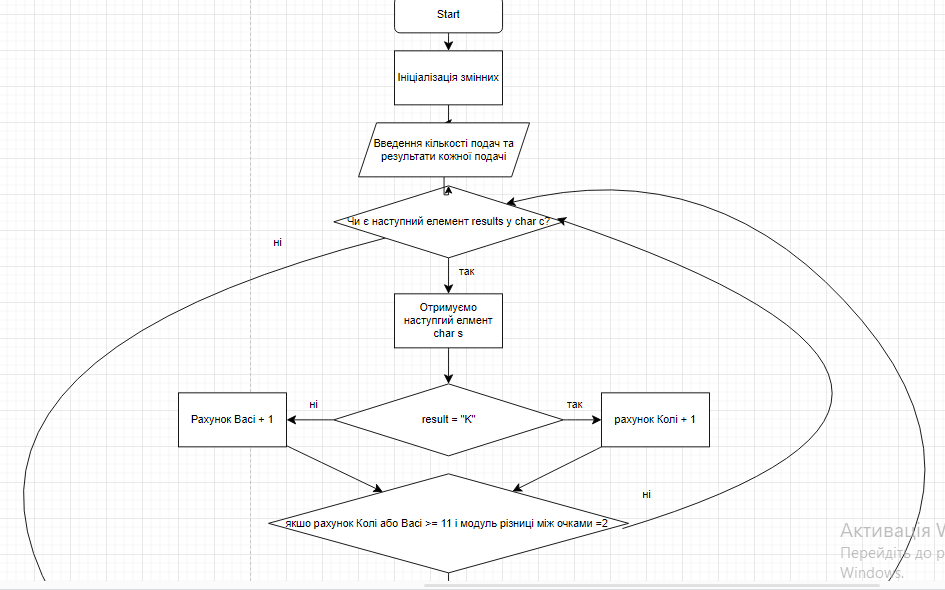 Start
Ініціалізація змінних
Введення кількості подач та
результати кожної подачі
Чи є наступний елемент results у char c?
ні
так
Отримуємо
наступгий елмент
char s
ні
так
Рахунок Васі + 1
result = "K"
рахунок Колі + 1
ні
якшо рахунок Колі або Васі >= 11 і модуль різниці між очками =2
Активація W
Перейдіть до р
Windows.